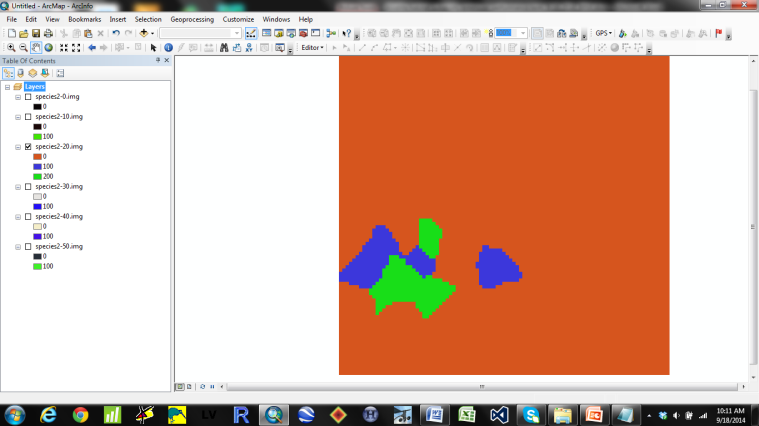 Untitled - ArcMap - ArcInfo
File Edit View Bookmarks Insert Selection Geoprocessing Customize Windows Help
Editor
GPS
Table Of Contents
Layers
species2-0.img
0
species2-10.img
0
100
species2-20.img
0
100
200
species2-30.img
0
100
species2-40.img
0
100
species2-50.img
0
100
LV
R
H
10:11 AM
9/18/2014